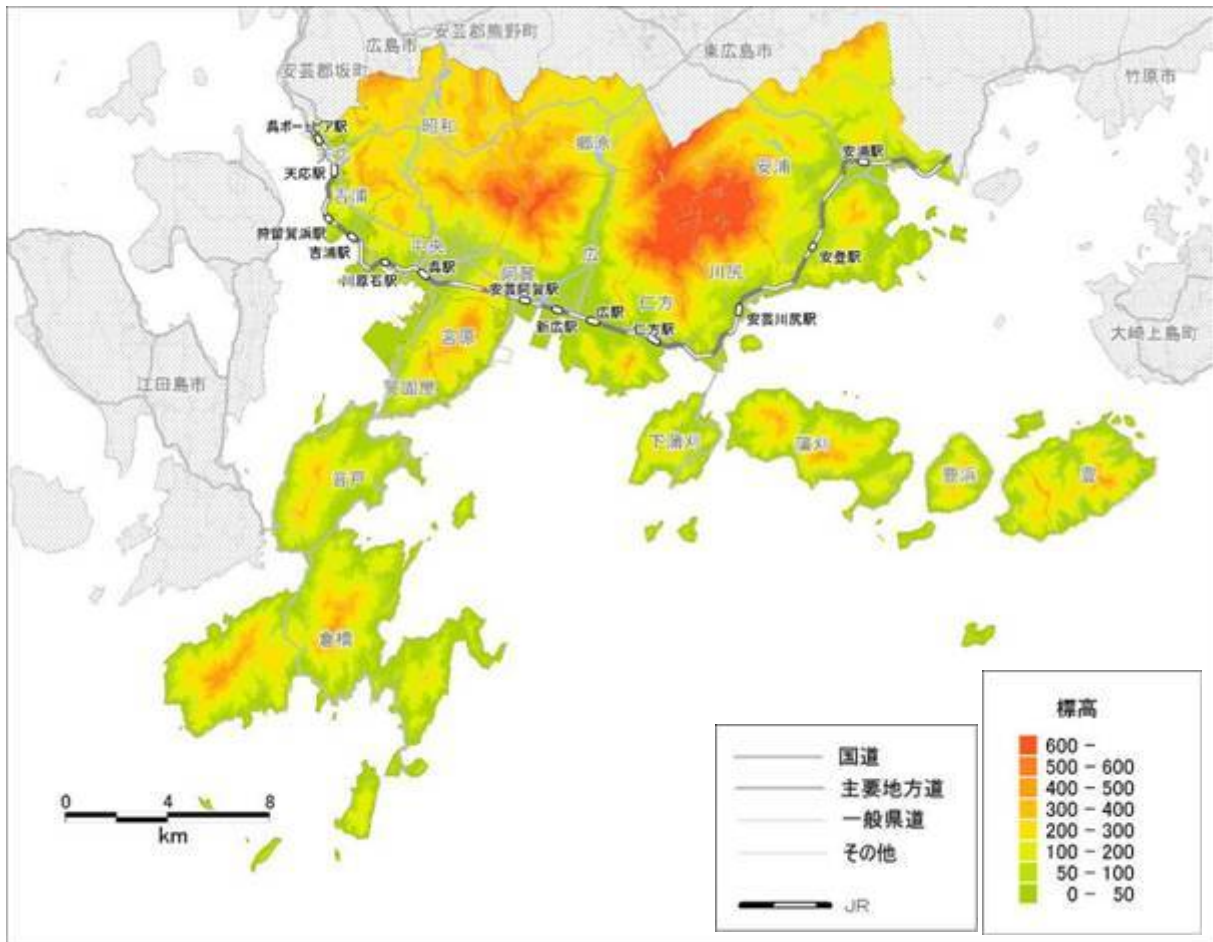 安芸郡熊野町
広島市
東広島市
安芸郡坂町
竹原市
呉ポートピア駅
昭和
郷原
安浦駅
安浦
天応駅
吉浦
狩留賀浜駅
吉浦駅
中央
川原石駅
呉駅
広
川尻
安登駅
阿賀
安芸阿賀駅
新広駅
広駅
仁方
仁方駅
安芸川尻駅
宮原
大崎上島町
江田島市
警固屋
下蒲刈
蒲刈
音戸
豊浜
豊
倉橋
0 4 8
km
国道
主要地方道
一般県道
その他
JR
標高
600 -
500 - 600
400 - 500
300 - 400
200 - 300
100 - 200
50 - 100
0 - 50